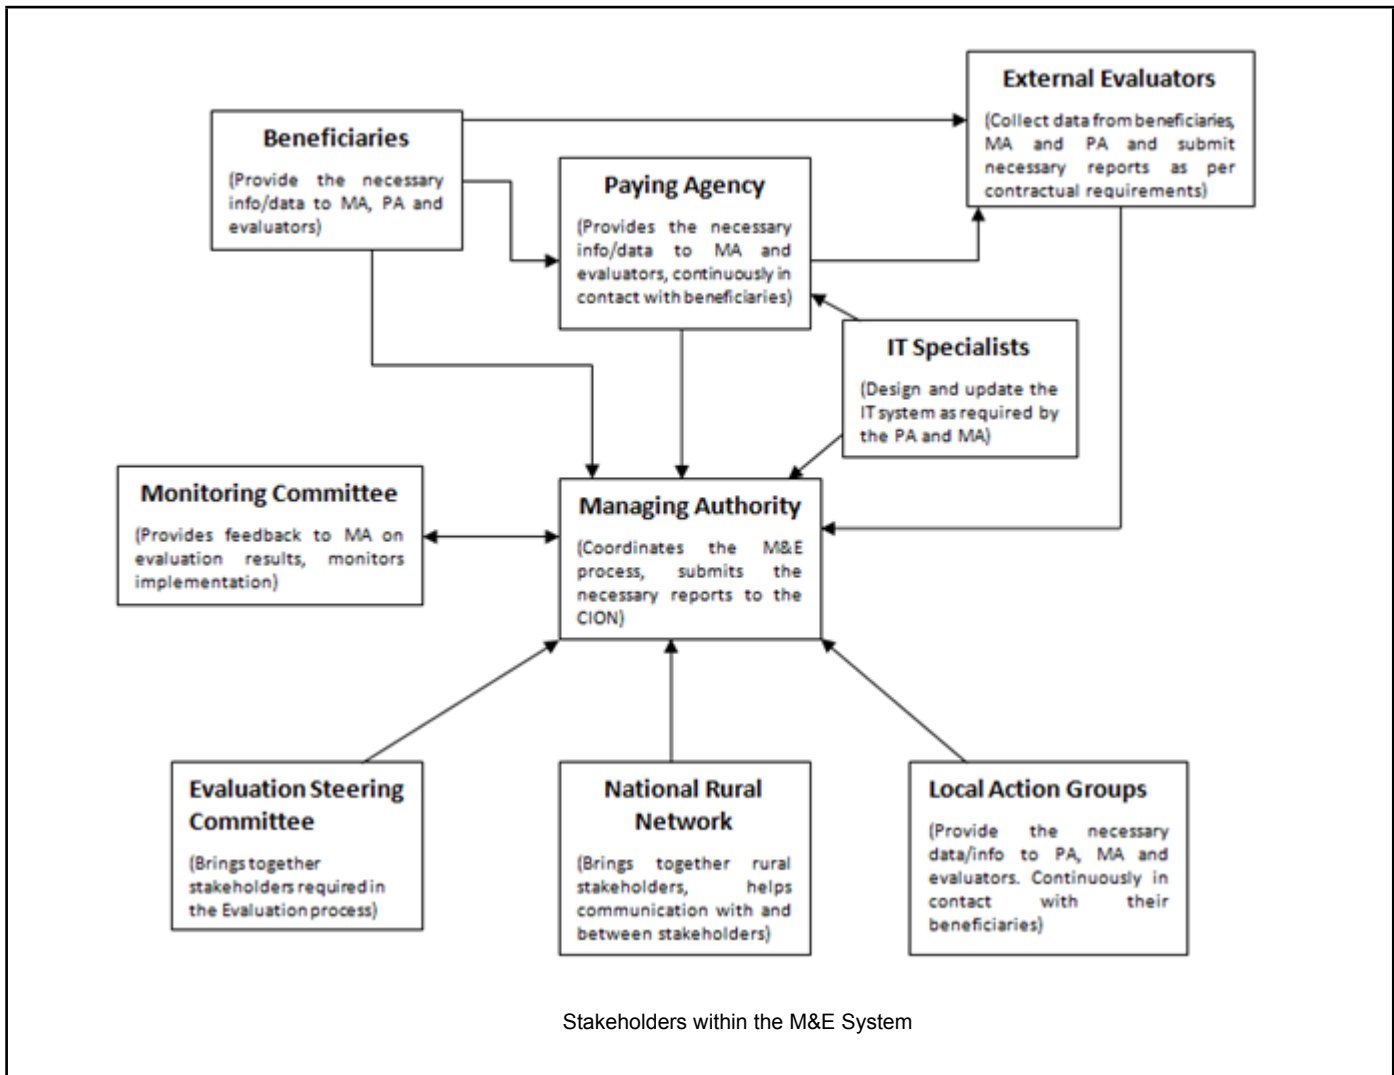 External Evaluators
(Collect data from beneficiaries,
MA and PA and submit
necessary reports as per
contractual requirements)
Beneficiaries
(Provide the necessary
info/data to MA, PA and
evaluators)
Paying Agency
(Provides the necessary
info/data to MA and
evaluators, continuously in
contact with beneficiaries)
IT Specialists
(Design and update the
IT system as required by
the PA and MA)
Monitoring Committee
(Provides feedback to MA on
evaluation results, monitors
implementation)
Managing Authority
(Coordinates the M&E
process, submits the
necessary reports to the
CION)
Evaluation Steering
Committee
(Brings together
stakeholders required in
the Evaluation process)
National Rural
Network
(Brings together rural
stakeholders, helps
communication with and
between stakeholders)
Local Action Groups
(Provide the necessary
data/info to PA, MA and
evaluators. Continuously in
contact with their
beneficiaries)
Stakeholders within the M&E System